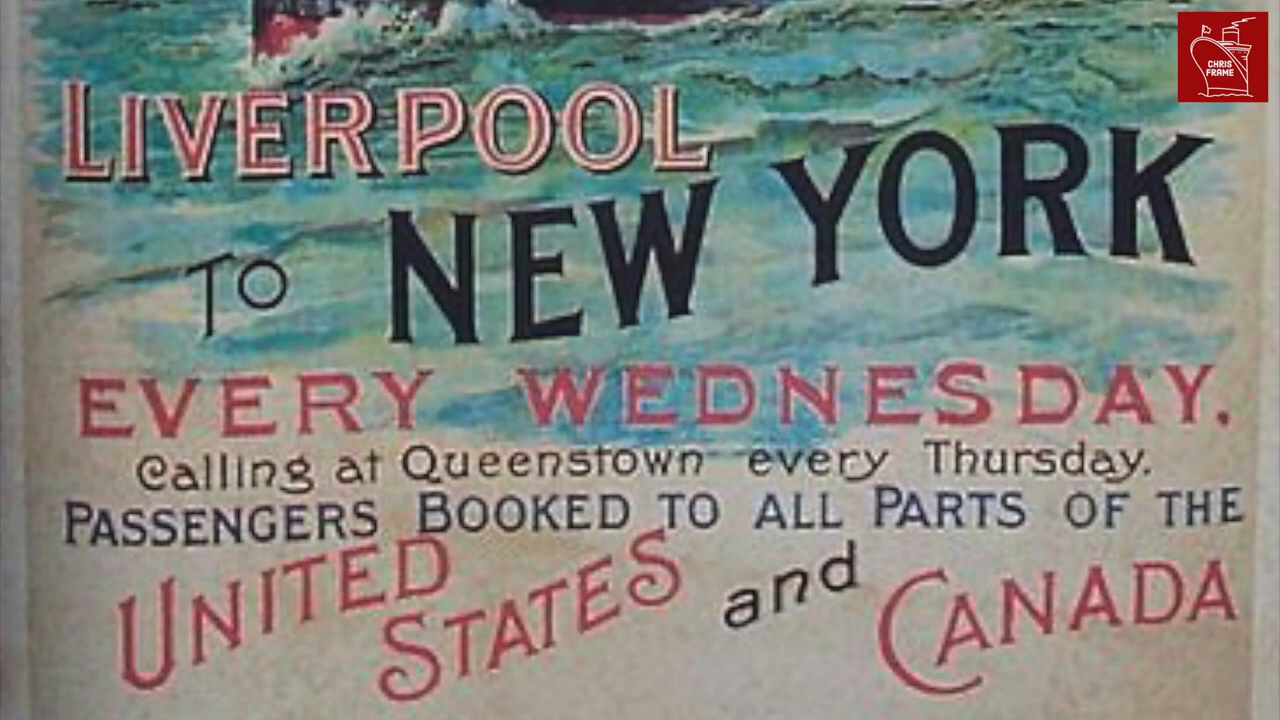 CHRIS
FRAME
LIVERPOOL
TO NEW YORK
EVERY WEDNESDAY.
Calling at Queenstown every Thursday.
PASSENGERS BOOKED TO ALL PARTS OF THE
UNITED STATES and CANADA